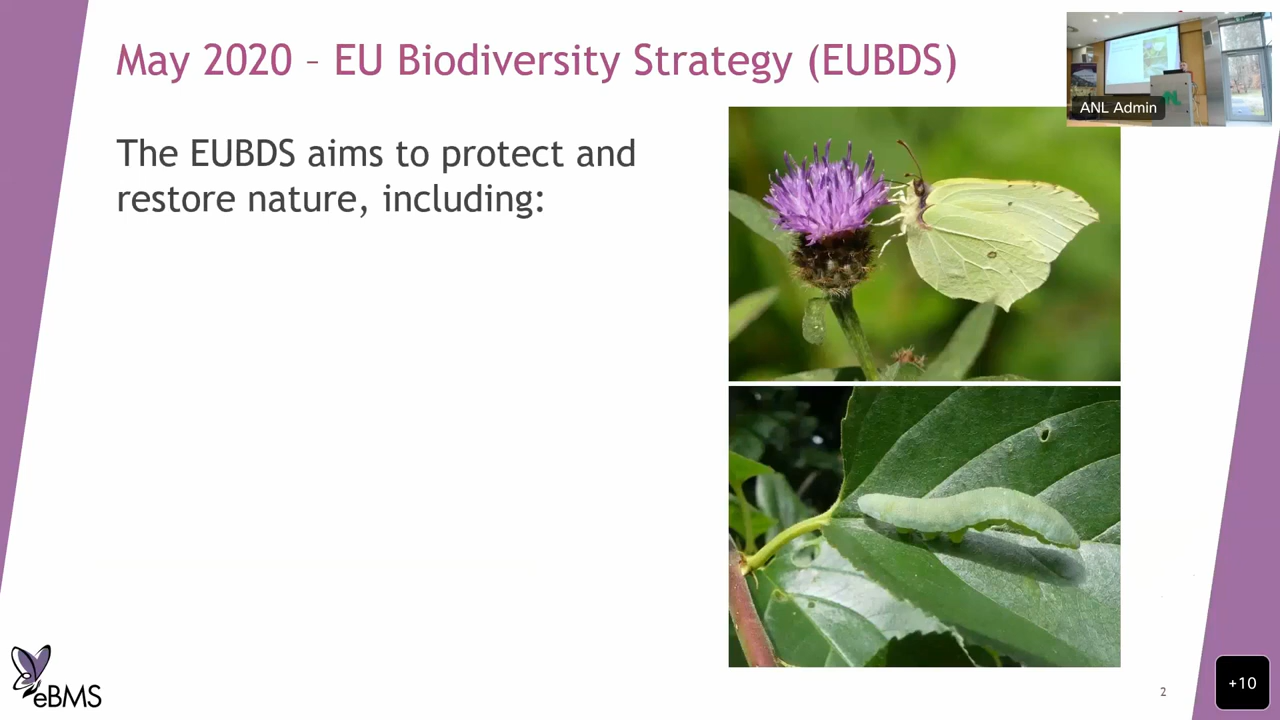 May 2020 – EU Biodiversity Strategy (EUBDS)
ANL Admin
The EUBDS aims to protect and
restore nature, including:
eBMS
2
+10